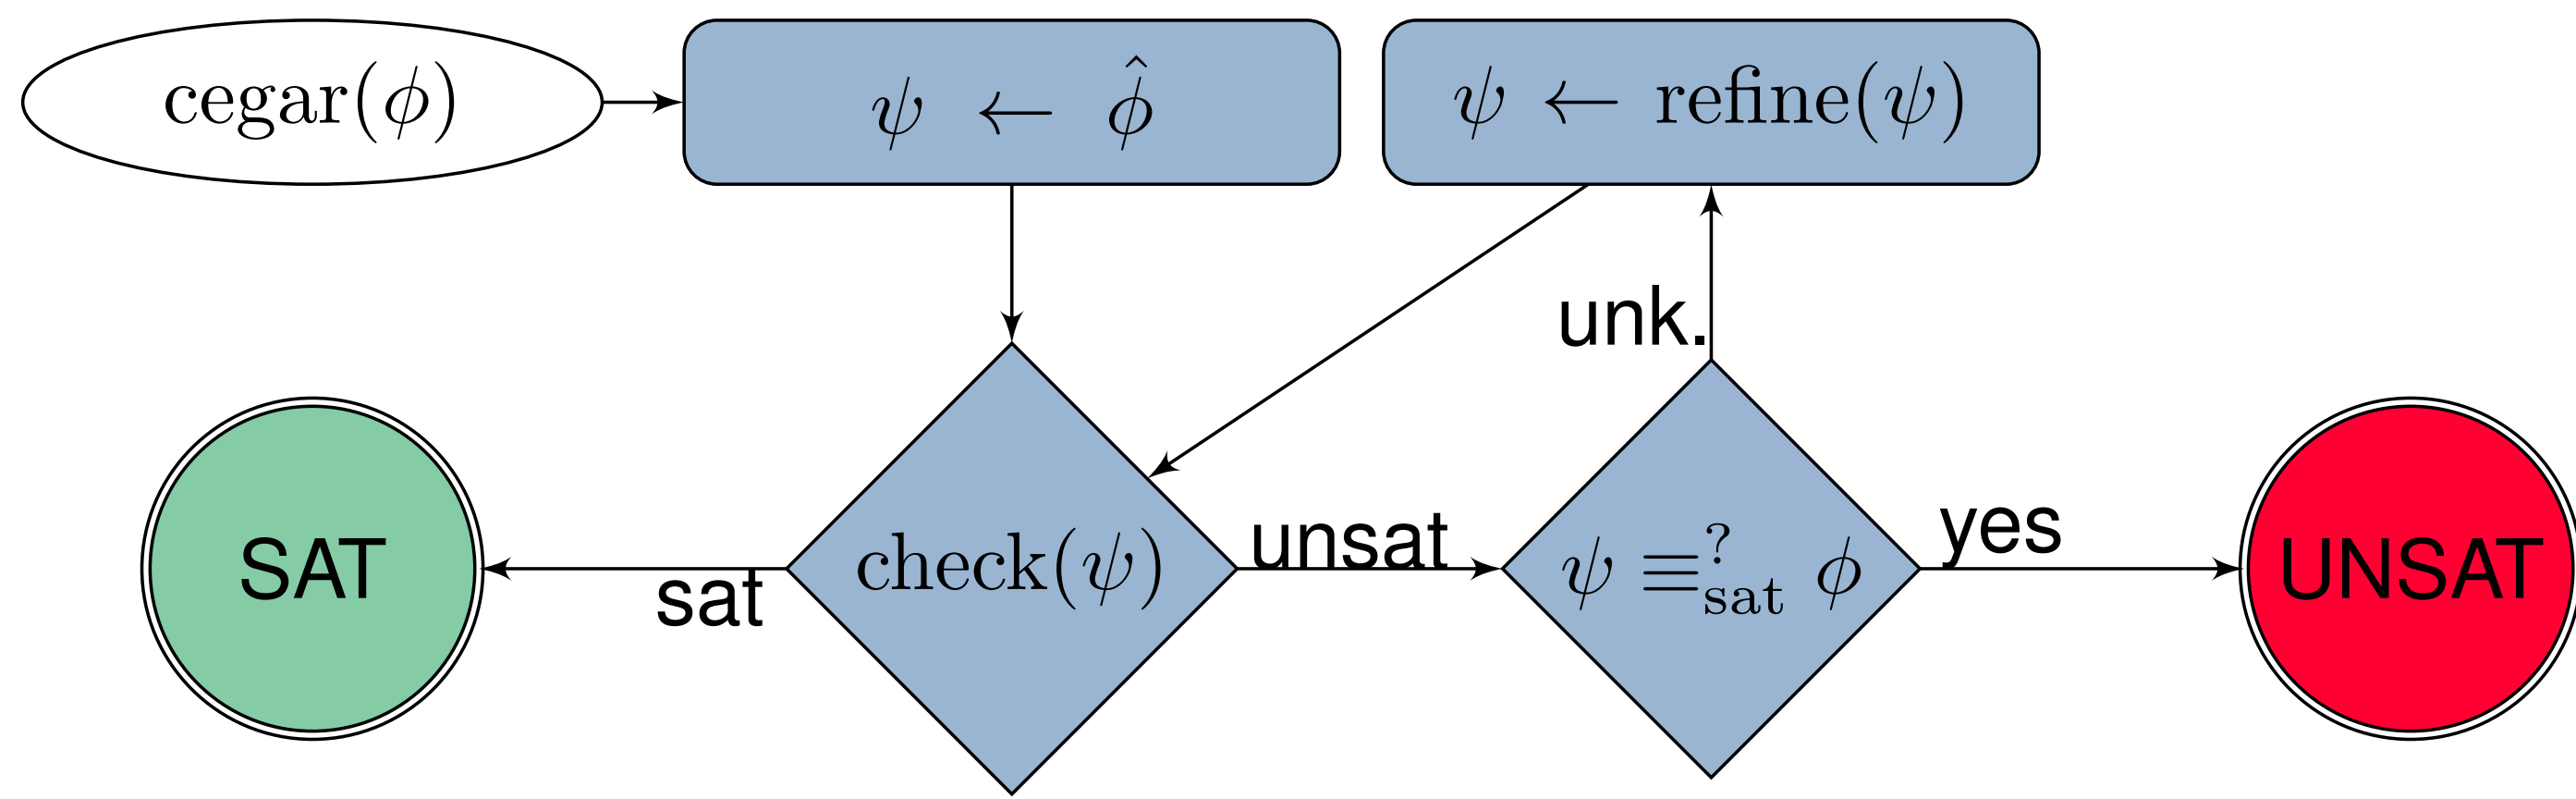 cegar(ϕ)
ψ ← ϕ̂
ψ ← refine(ψ)
unk.
SAT
sat
check(ψ)
unsat
ψ ≡?sat ϕ
yes
UNSAT